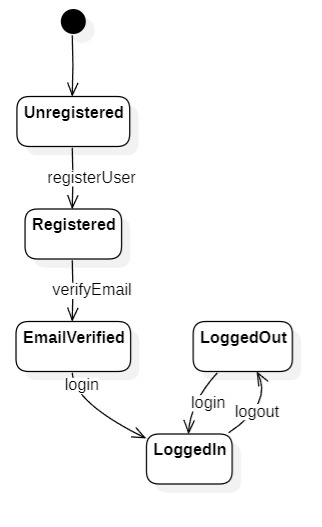 Unregistered
registerUser
Registered
verifyEmail
EmailVerified
LoggedOut
login
login
logout
LoggedIn